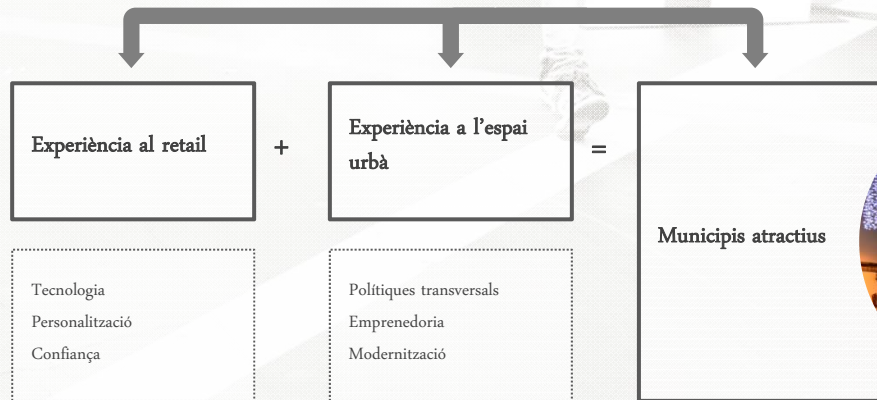 Experiència al retail
+
Experiència a l’espai
urbà
=
Municipis atractius
Tecnologia
Personalització
Confiança
Polítiques transversals
Emprenedoria
Modernització